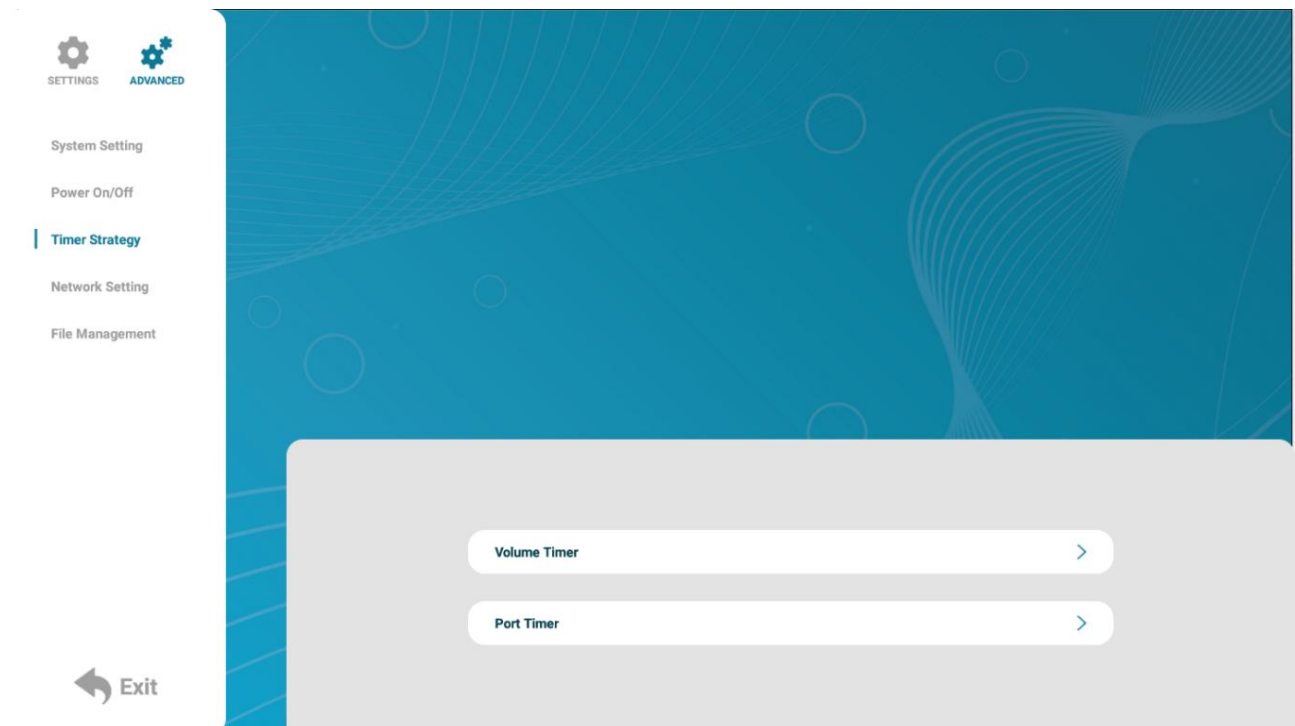 SETTINGS
ADVANCED
System Setting
Power On/Off
Timer Strategy
Network Setting
File Management
Volume Timer
Port Timer
Exit